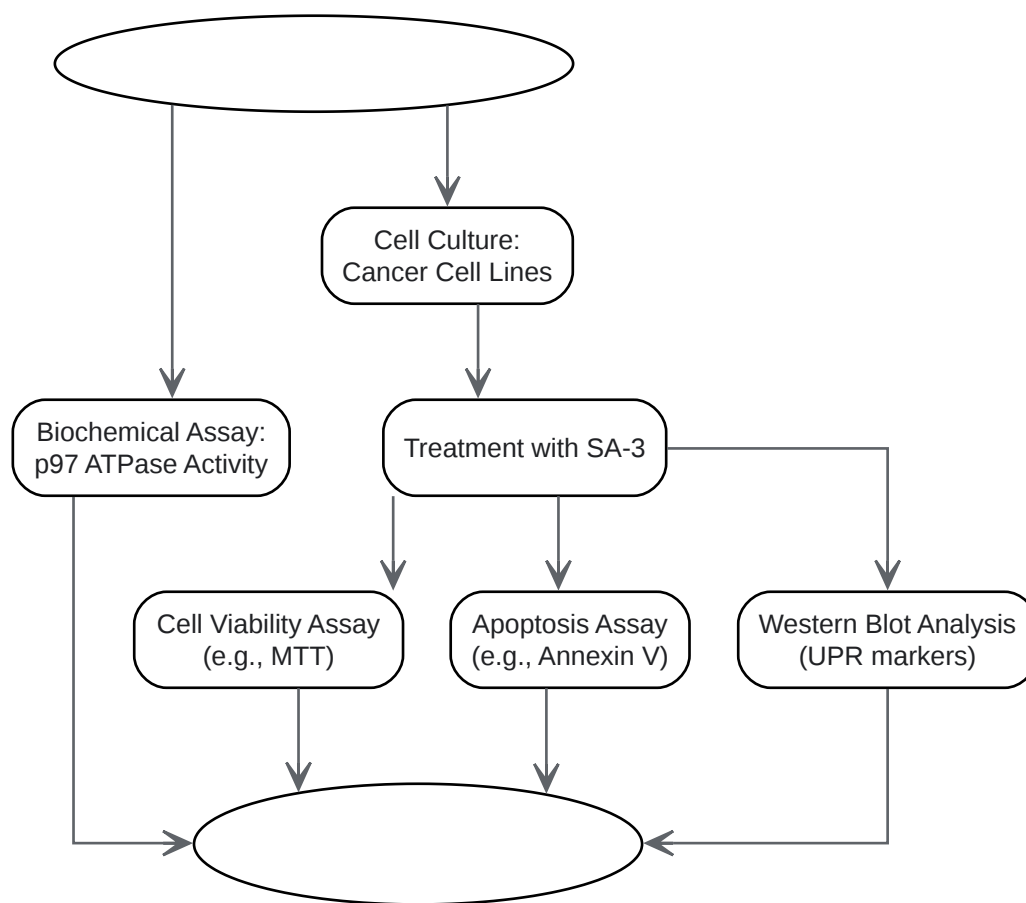 Cell Culture:
Cancer Cell Lines
Biochemical Assay:
p97 ATPase Activity
Treatment with SA-3
Cell Viability Assay
(e.g., MTT)
Apoptosis Assay
(e.g., Annexin V)
Western Blot Analysis
(UPR markers)